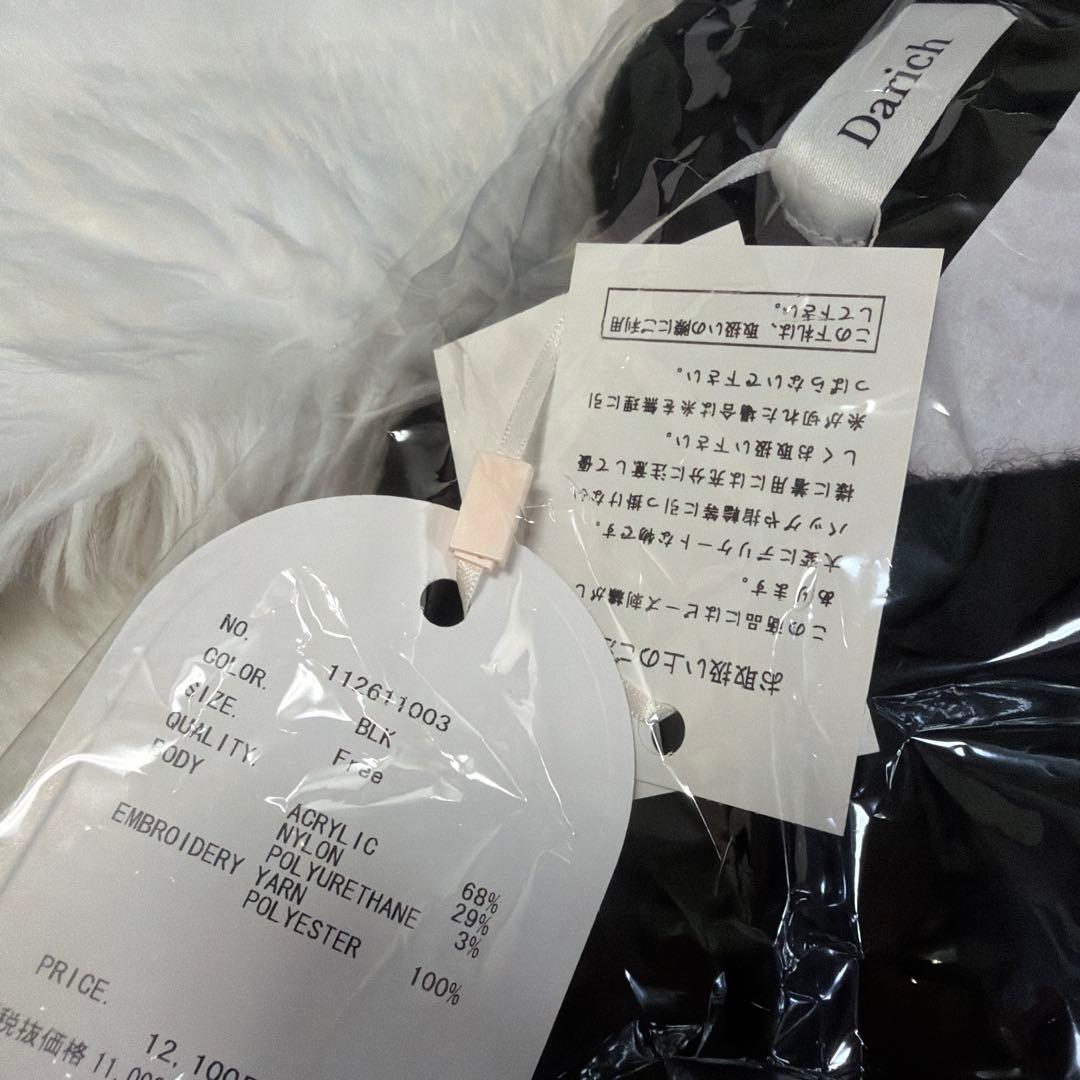 Darich
お取扱い上のご
この商品にはビーズ刺繍がし
あります。
大変にデリケートな物です。
バッグや指輪等に引っ掛けない
様に着用には充分に注意して優
しくお取扱い下さい。
糸が切れた場合は糸を無理に引
っぱらないで下さい。
この下札は、取扱いの際にご利用
して下さい。
NO. 112611003
COLOR. BLK
SIZE. Free
QUALITY.
BODY
ACRYLIC 68%
NYLON 29%
POLYURETHANE 3%
EMBROIDERY YARN
POLYESTER 100%
PRICE.
12,100
税抜価格 11,000